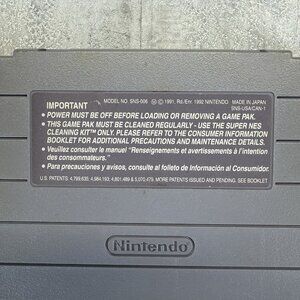 IMPORTANT MODEL NO. SNS-006 Ⓜ © 1991, Rd./Enr. 1992 NINTENDO MADE IN JAPAN
SNS-USA/CAN-1
• POWER MUST BE OFF BEFORE LOADING OR REMOVING A GAME PAK.
• THIS GAME PAK MUST BE CLEANED REGULARLY - USE THE SUPER NES
CLEANING KIT™ ONLY. PLEASE REFER TO THE CONSUMER INFORMATION
BOOKLET FOR ADDITIONAL PRECAUTIONS AND MAINTENANCE DETAILS.
• Veuillez consulter le manuel "Renseignements et avertissements à l'intention
des consommateurs."
• Para precauciones y avisos, consulte al folleto de Información al Consumidor.
U.S. PATENTS: 4,799,635, 4,984,193, 4,801,489 & 5,070,479. MORE PATENTS ISSUED AND PENDING. SEE BOOKLET
Nintendo